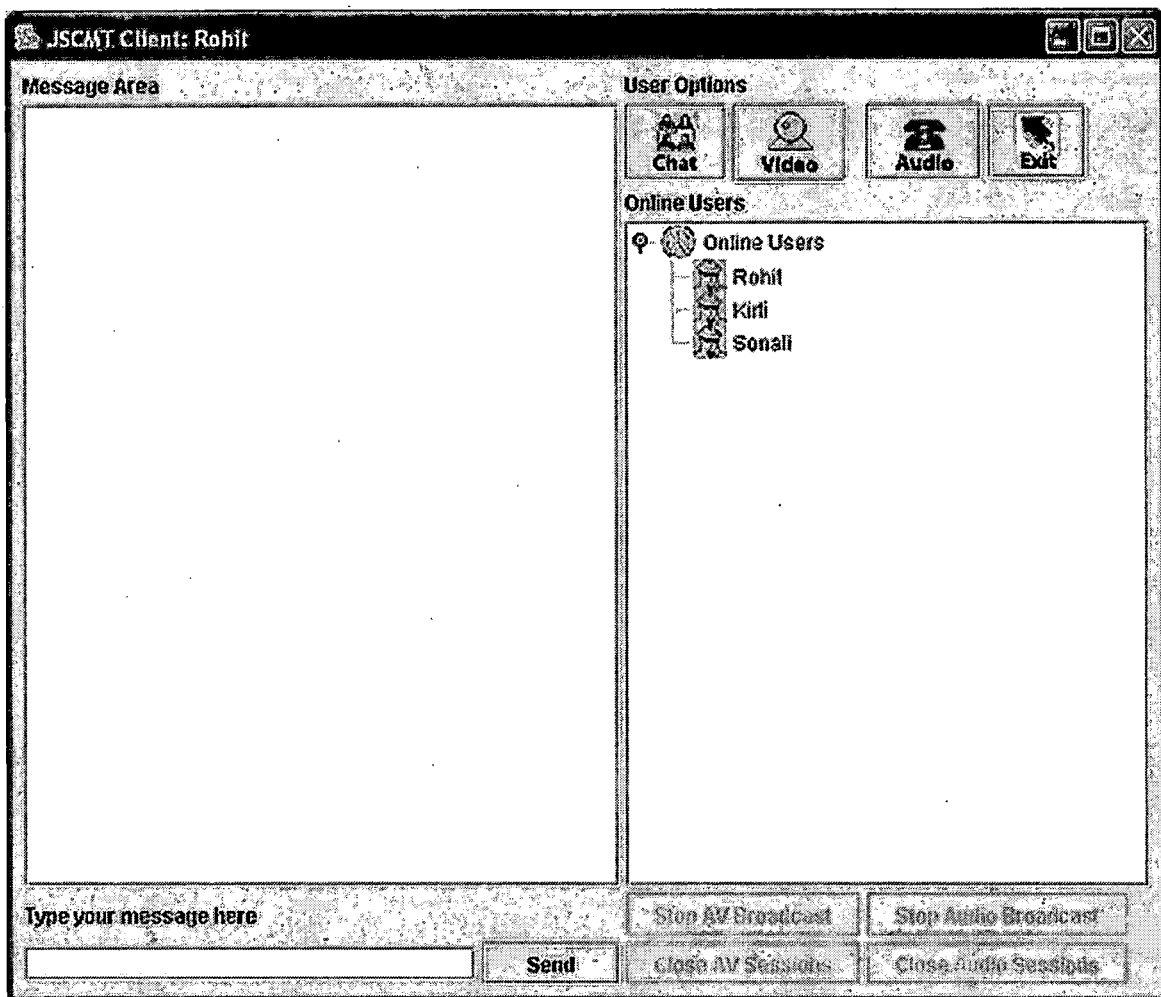 JSCMT Client: Rohit
Message Area
User Options
Chat
Video
Audio
Exit
Online Users
Online Users
Rohit
Kirti
Sonali
Type your message here
Send
Stop AV Broadcast
Stop Audio Broadcast
Close AV Sessions
Close Audio Sessions